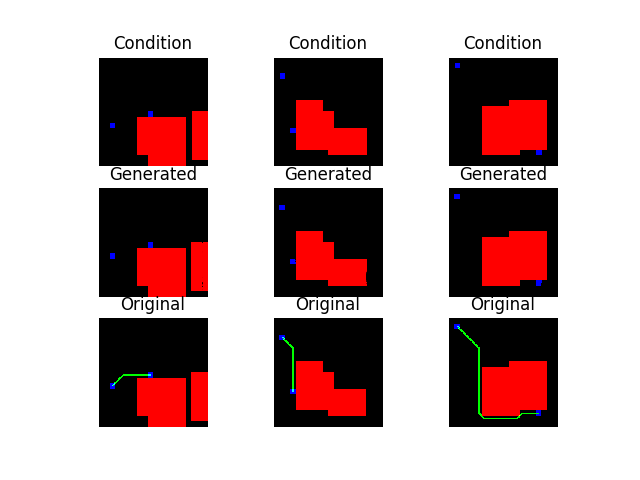 Condition Condition Condition
Generated Generated Generated
Original Original Original